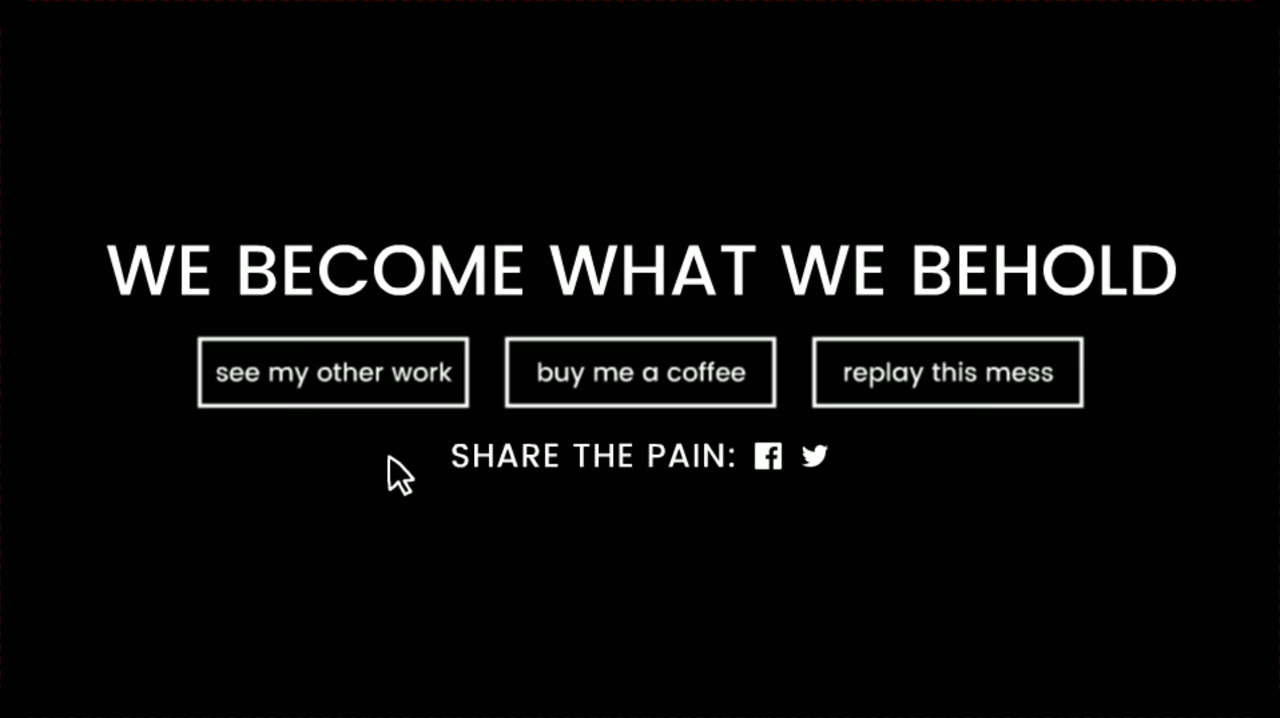 WE BECOME WHAT WE BEHOLD
see my other work buy me a coffee replay this mess
SHARE THE PAIN: